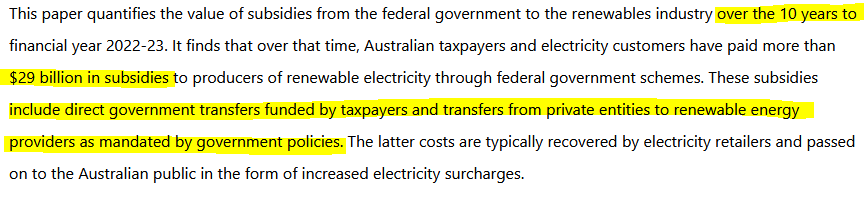 This paper quantifies the value of subsidies from the federal government to the renewables industry over the 10 years to
financial year 2022-23. It finds that over that time, Australian taxpayers and electricity customers have paid more than
$29 billion in subsidies to producers of renewable electricity through federal government schemes. These subsidies
include direct government transfers funded by taxpayers and transfers from private entities to renewable energy
providers as mandated by government policies. The latter costs are typically recovered by electricity retailers and passed
on to the Australian public in the form of increased electricity surcharges.